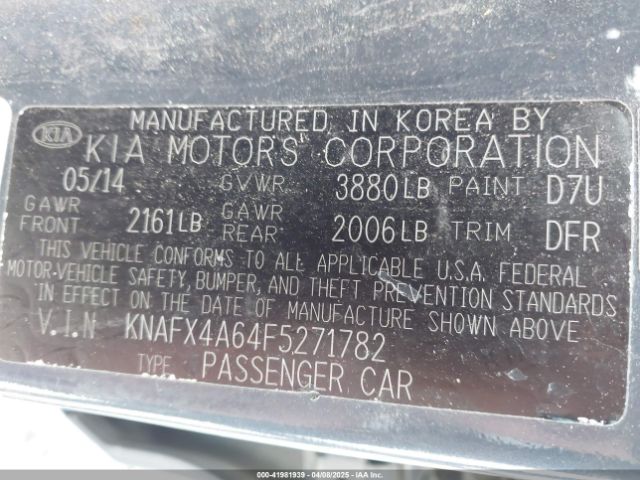 MANUFACTURED IN KOREA BY
KIA KIA MOTORS CORPORATION
05/14 GVWR 3880LB PAINT D7U
GAWR FRONT 2161LB GAWR REAR 2006LB TRIM DFR
THIS VEHICLE CONFORMS TO ALL APPLICABLE U.S.A. FEDERAL
MOTOR-VEHICLE SAFETY, BUMPER, AND THEFT PREVENTION STANDARDS
IN EFFECT ON THE DATE OF MANUFACTURE SHOWN ABOVE
V.I.N KNAFX4A64F5271782
TYPE PASSENGER CAR
000-41981939 - 04/08/2025 - IAAI.COM